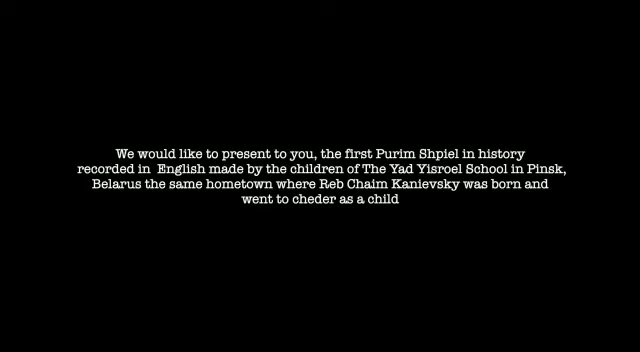 We would like to present to you, the first Purim Shpiel in history
recorded in English made by the children of The Yad Yisroel School in Pinsk,
Belarus the same hometown where Reb Chaim Kanievsky was born and
went to cheder as a child